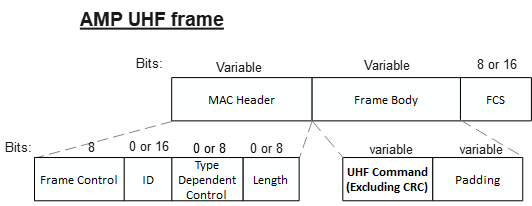 AMP UHF frame
Bits: Variable Variable 8 or 16
MAC Header Frame Body FCS
Bits: 8 0 or 16 0 or 8 0 or 8 variable variable
Frame Control ID Type Dependent Control Length UHF Command (Excluding CRC) Padding